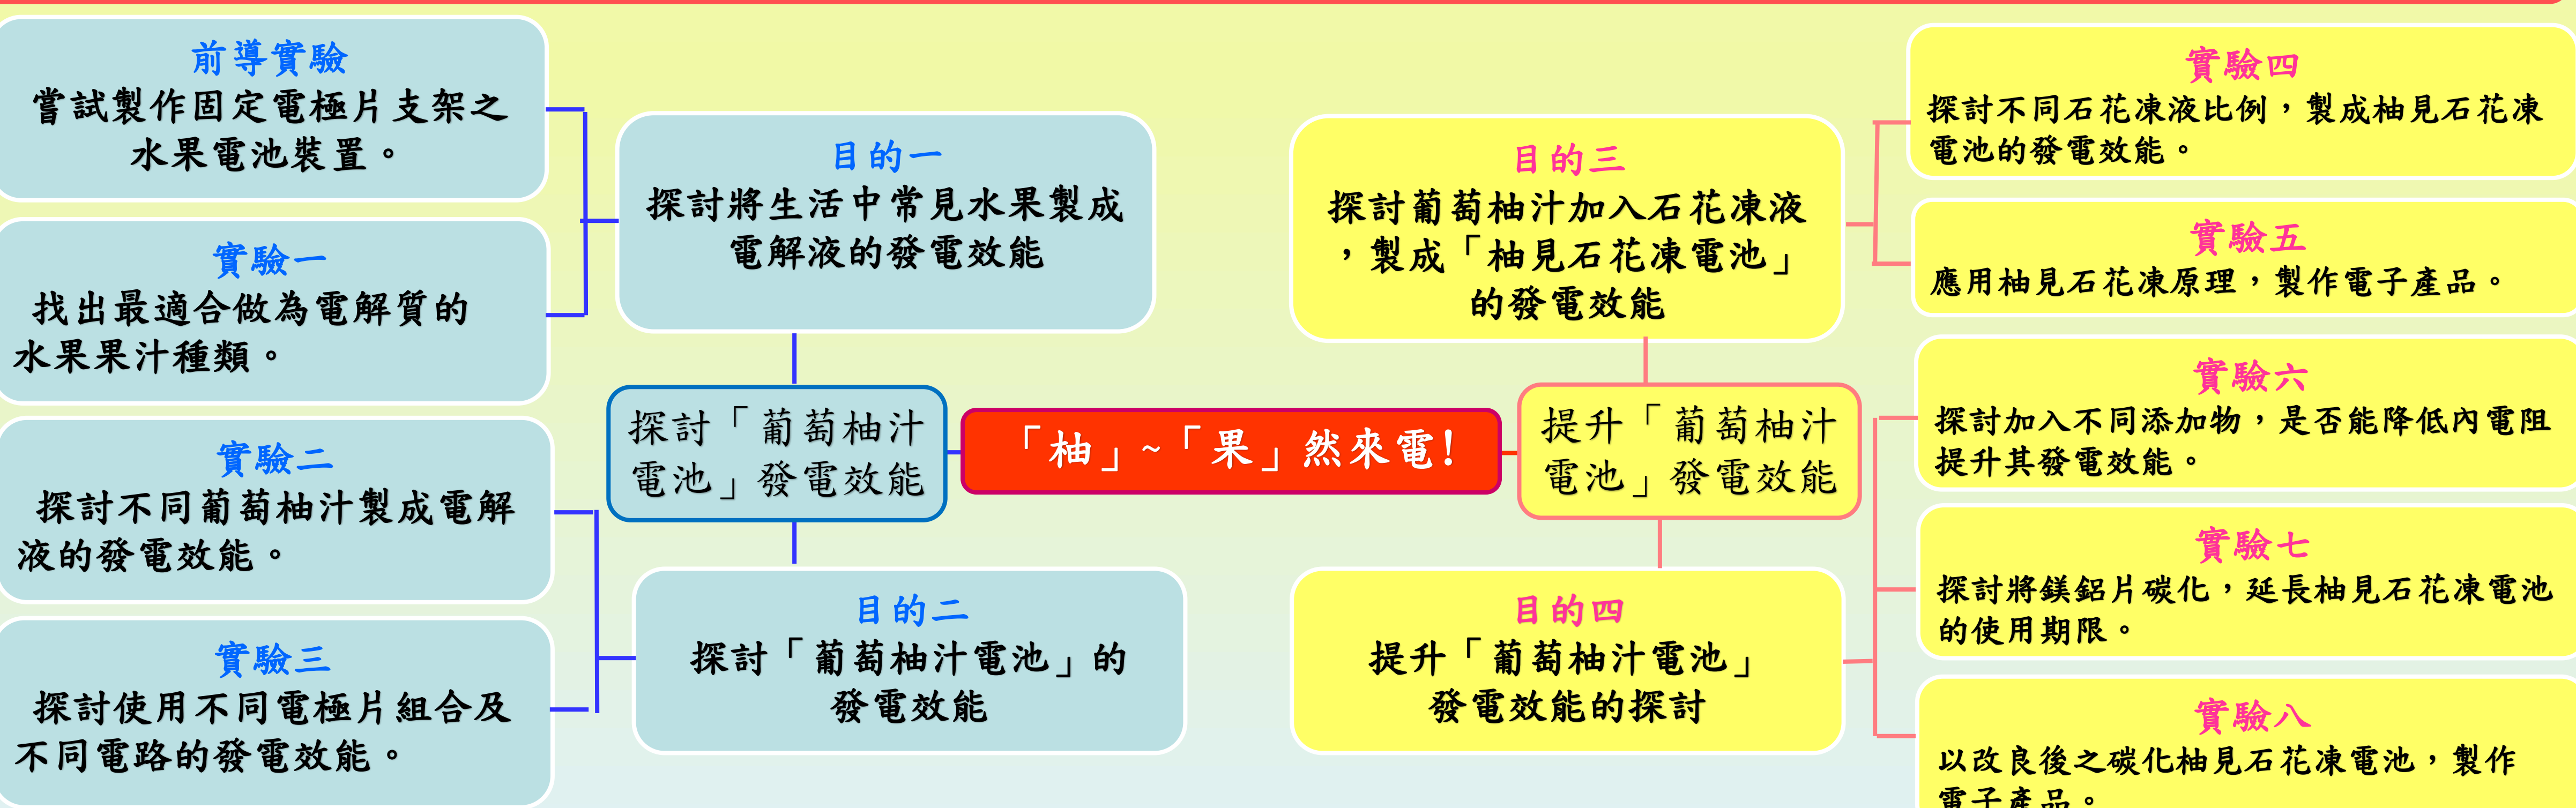 前導實驗
嘗試製作固定電極片支架之
水果電池裝置。
實驗一
找出最適合做為電解質的
水果果汁種類。
實驗二
探討不同葡萄柚汁製成電解
液的發電效能。
實驗三
探討使用不同電極片組合及
不同電路的發電效能。
目的一
探討將生活中常見水果製成
電解液的發電效能
探討「葡萄柚汁
電池」發電效能
目的二
探討「葡萄柚汁電池」的
發電效能
「柚」~「果」然來電!
目的三
探討葡萄柚汁加入石花凍液
,製成「柚見石花凍電池」
的發電效能
提升「葡萄柚汁
電池」發電效能
目的四
提升「葡萄柚汁電池」
發電效能的探討
實驗四
探討不同石花凍液比例,製成柚見石花凍
電池的發電效能。
實驗五
應用柚見石花凍原理,製作電子產品。
實驗六
探討加入不同添加物,是否能降低內電阻
提升其發電效能。
實驗七
探討將鎂鋁片碳化,延長柚見石花凍電池
的使用期限。
實驗八
以改良後之碳化柚見石花凍電池,製作
電子產品。